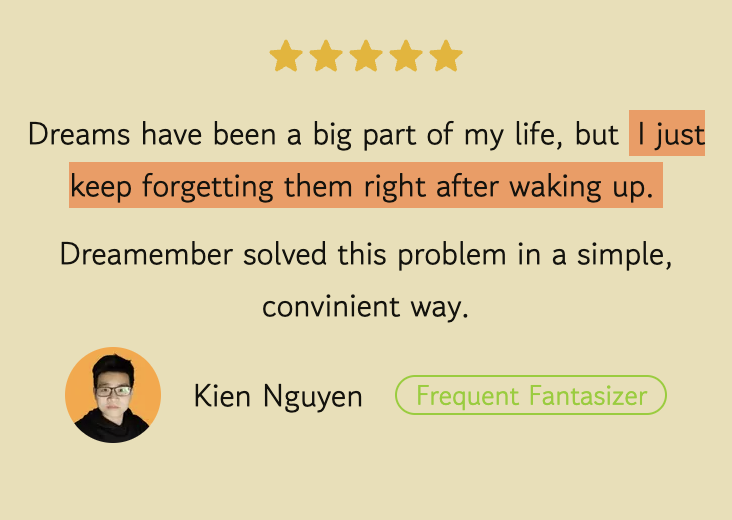 Dreams have been a big part of my life, but I just
keep forgetting them right after waking up.
Dreamember solved this problem in a simple,
convinient way.
Kien Nguyen Frequent Fantasizer